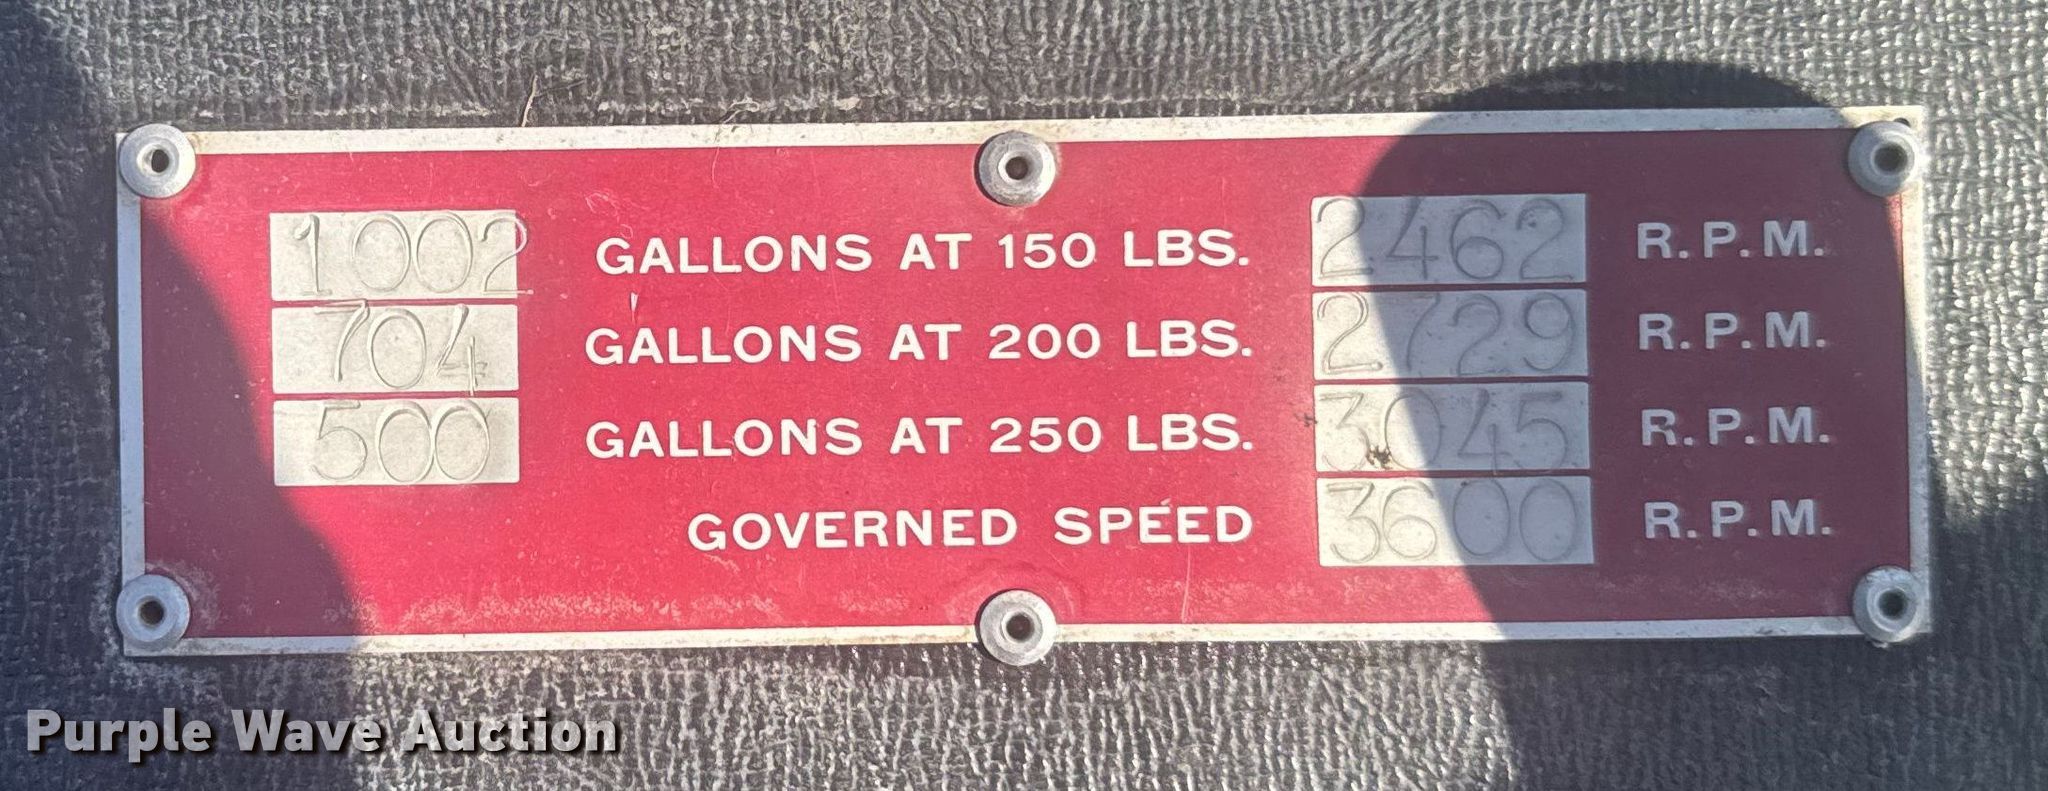 1002 GALLONS AT 150 LBS. 2462 R.P.M.
704 GALLONS AT 200 LBS. 2729 R.P.M.
500 GALLONS AT 250 LBS. 3045 R.P.M.
GOVERNED SPEED 3600 R.P.M.
Purple Wave Auction